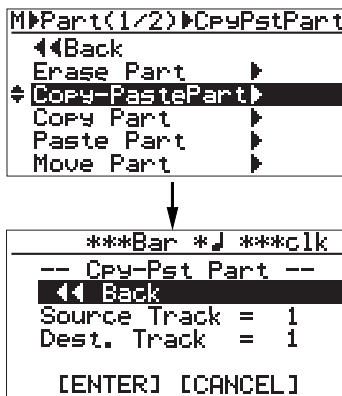 M▶Part(1/2)▶CpyPstPart
◀◀Back
Erase Part ▶
Copy-PastePart▶
Copy Part ▶
Paste Part ▶
Move Part ▶
***Bar *♩ ***clk
-- Cpy-Pst Part --
◀◀ Back
Source Track = 1
Dest. Track = 1
[ENTER] [CANCEL]